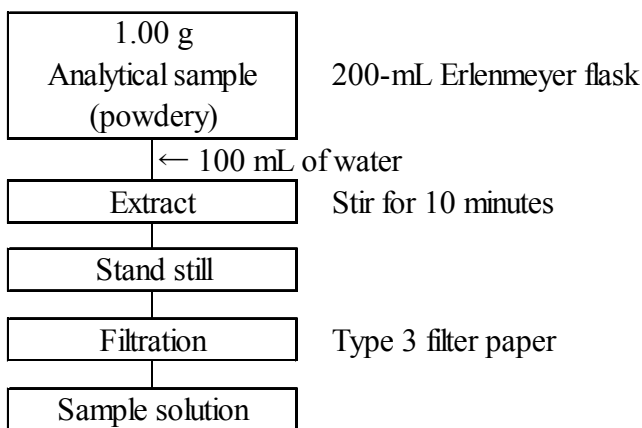 1.00 g
Analytical sample
(powdery)
200-mL Erlenmeyer flask
← 100 mL of water
Extract
Stir for 10 minutes
Stand still
Filtration
Type 3 filter paper
Sample solution